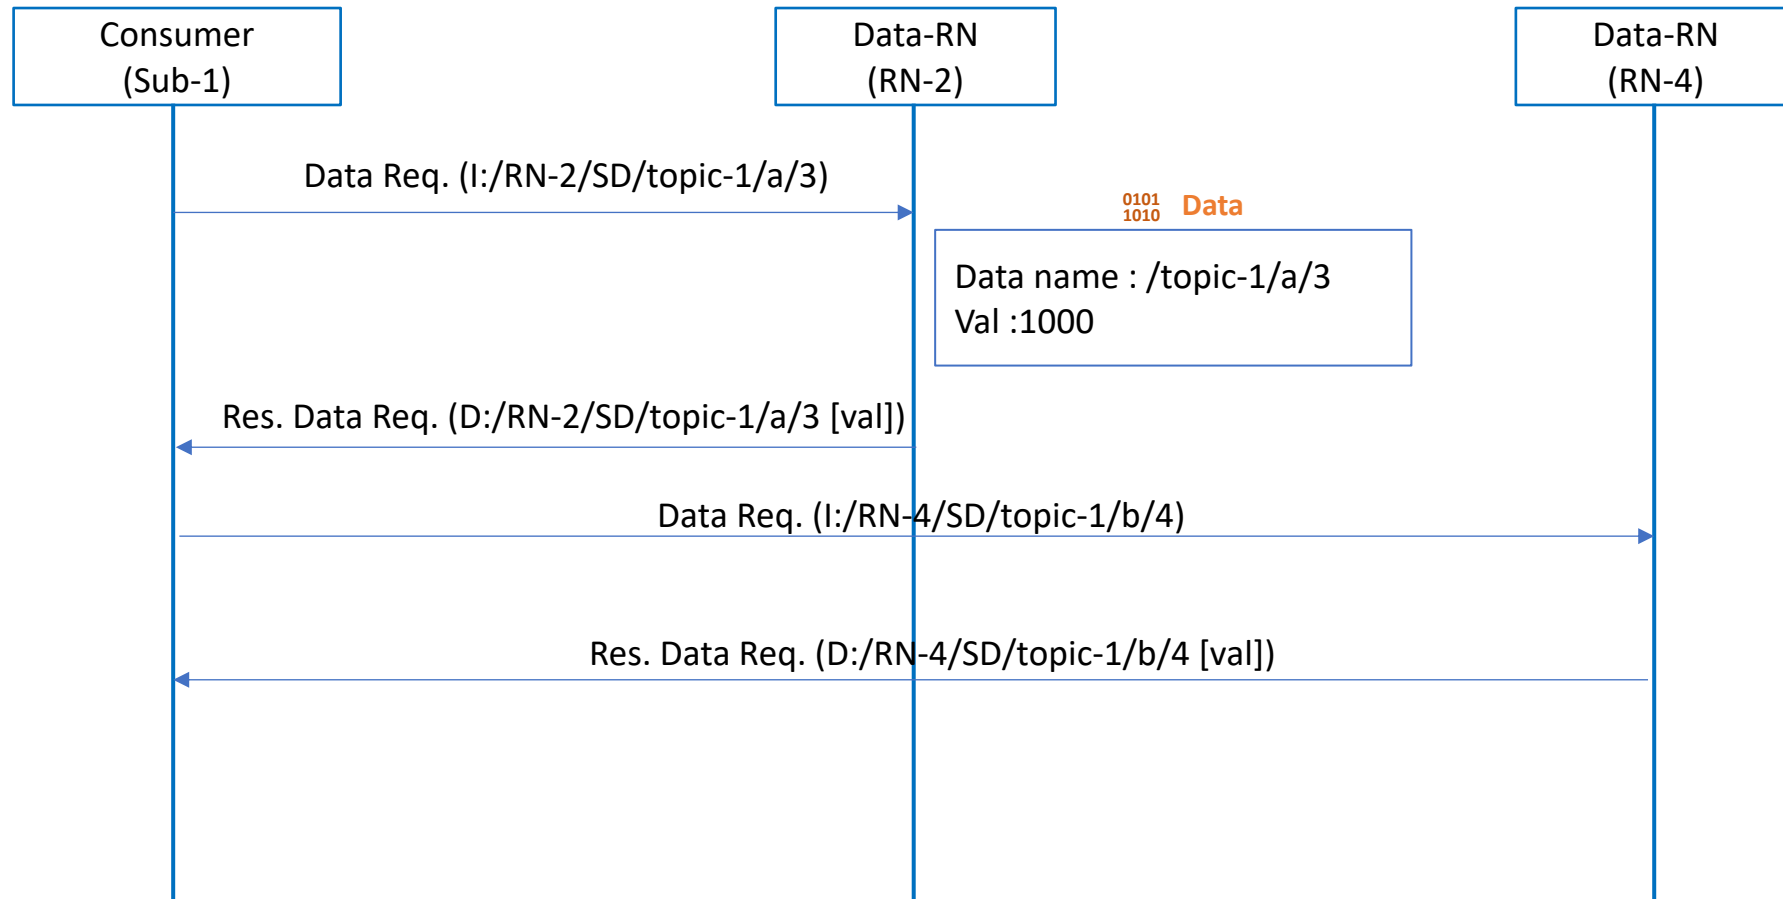 Consumer
(Sub-1)
Data-RN
(RN-2)
Data-RN
(RN-4)
Data Req. (I:/RN-2/SD/topic-1/a/3)
0101
1010
Data
Data name : /topic-1/a/3
Val :1000
Res. Data Req. (D:/RN-2/SD/topic-1/a/3 [val])
Data Req. (I:/RN-4/SD/topic-1/b/4)
Res. Data Req. (D:/RN-4/SD/topic-1/b/4 [val])